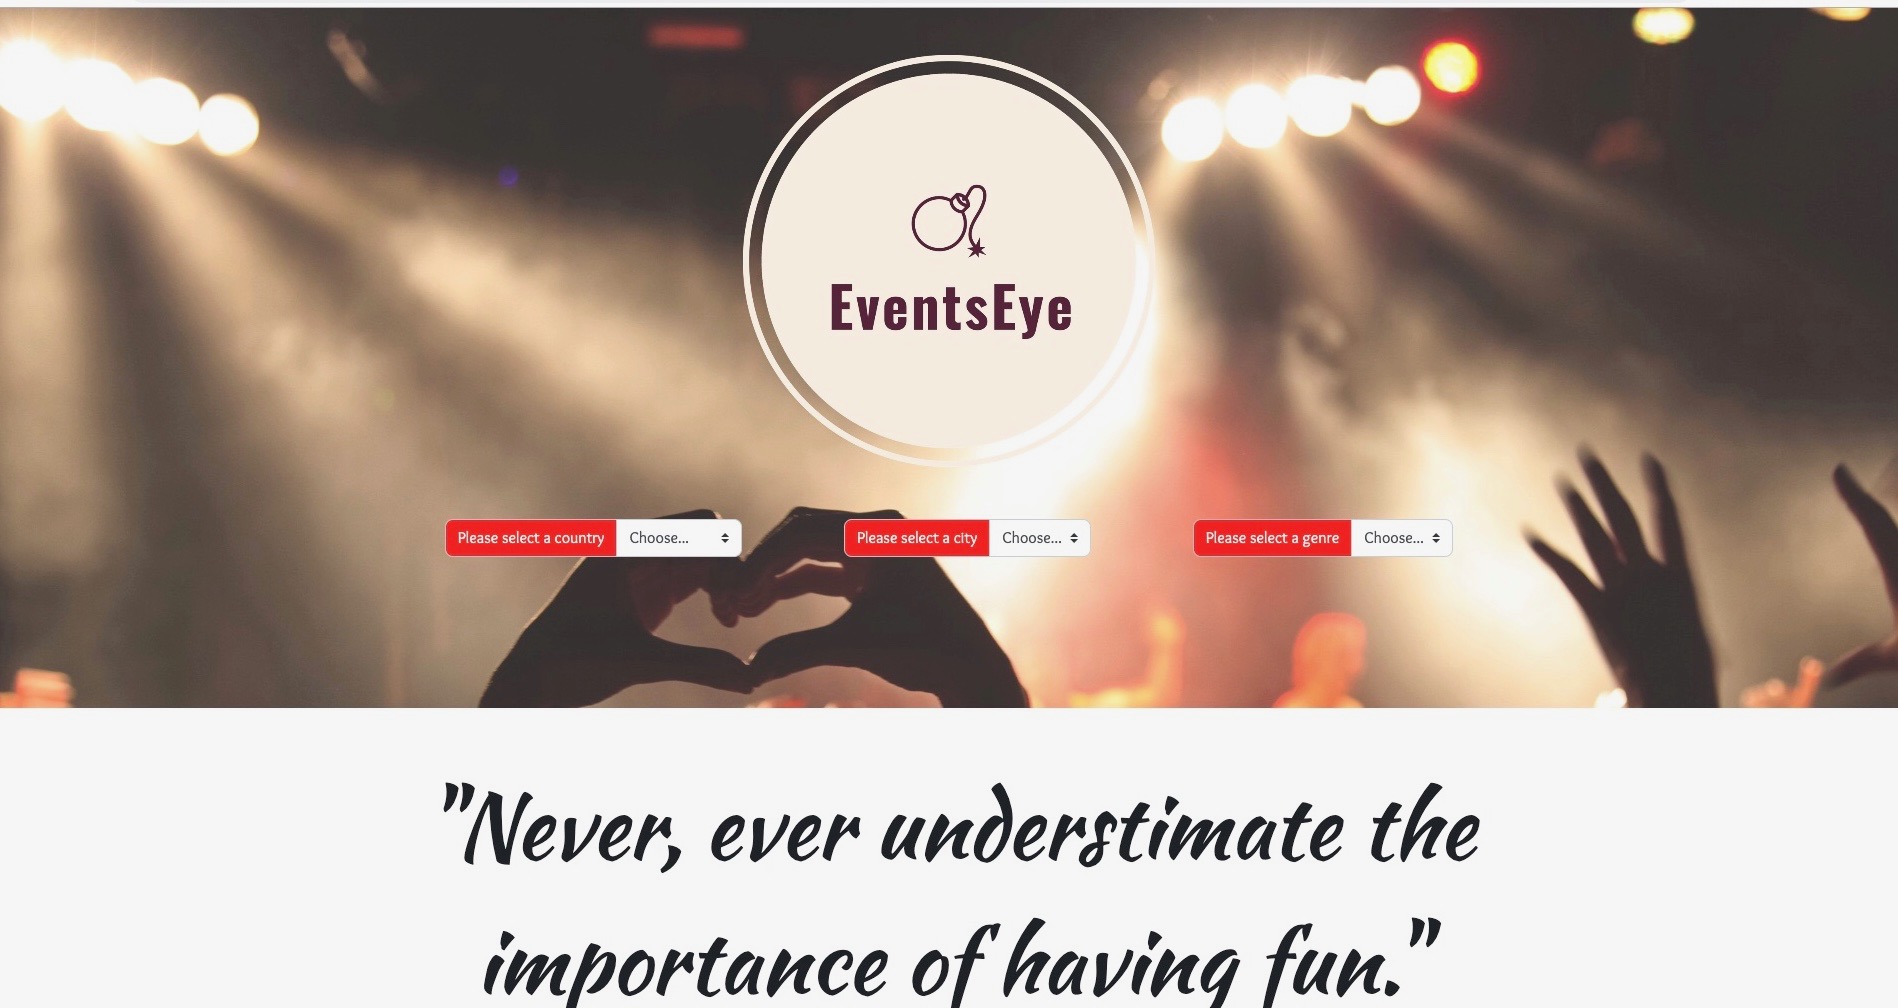 EventsEye
Please select a country Choose... Please select a city Choose... Please select a genre Choose...
"Never, ever understimate the
importance of having fun."